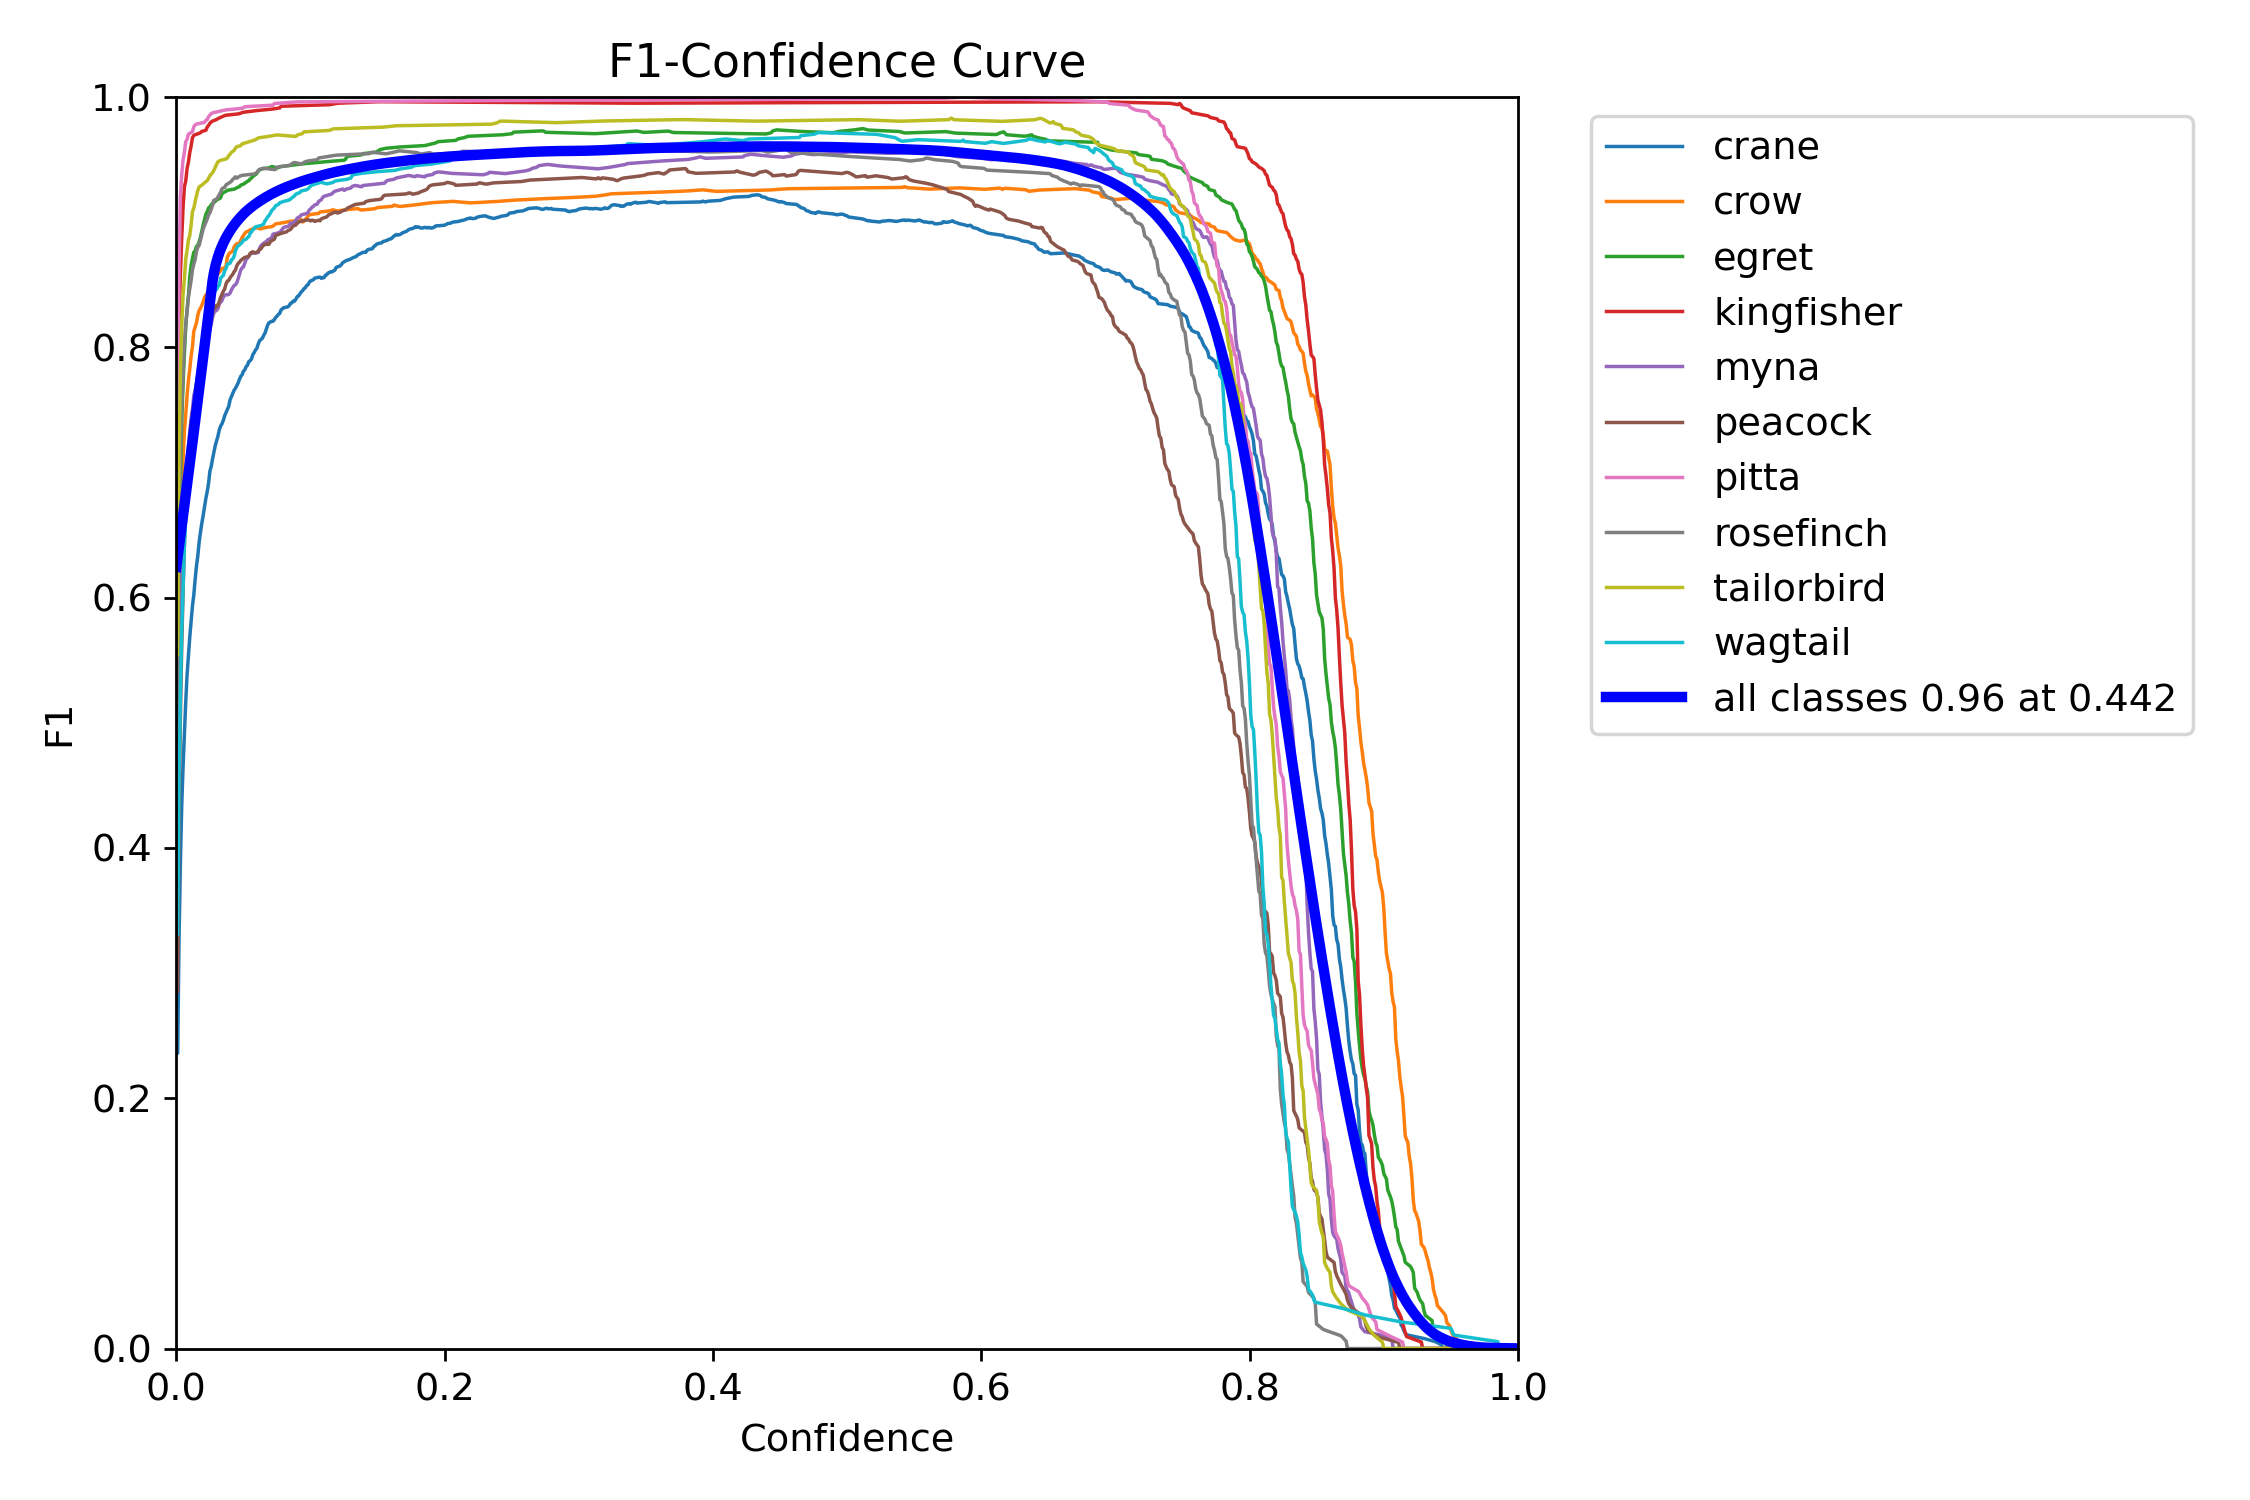 F1-Confidence Curve
1.0
0.8
0.6
0.4
0.2
0.0
F1
0.0 0.2 0.4 0.6 0.8 1.0
Confidence
crane
crow
egret
kingfisher
myna
peacock
pitta
rosefinch
tailorbird
wagtail
all classes 0.96 at 0.442